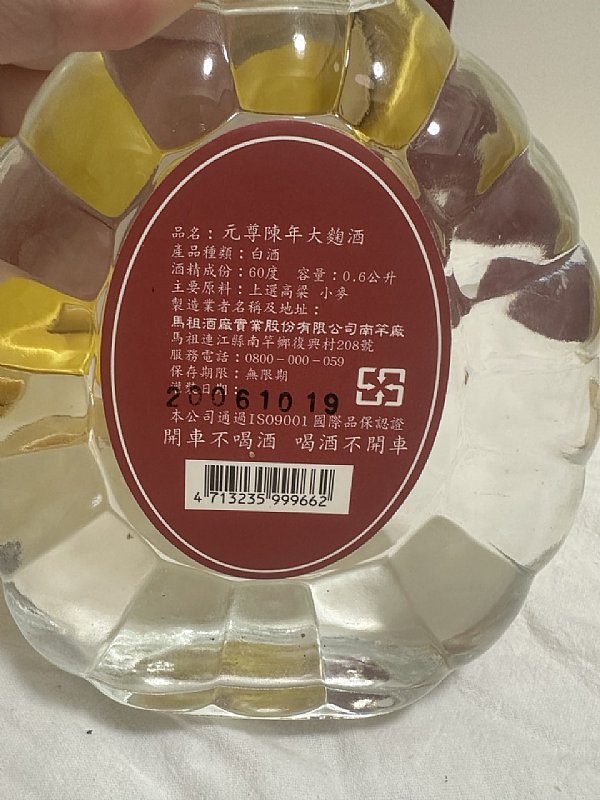 品名：元尊陳年大麴酒
產品種類：白酒
酒精成份：60度 容量：0.6公升
主要原料：上選高梁 小麥
製造業者名稱及地址：
馬祖酒廠實業股份有限公司南竿廠
馬祖連江縣南竿鄉復興村208號
服務電話：0800－000－059
保存期限：無限期
裝日期：
20061019
本公司通過ISO9001國際品保認證
開車不喝酒 喝酒不開車
4 713235 999662